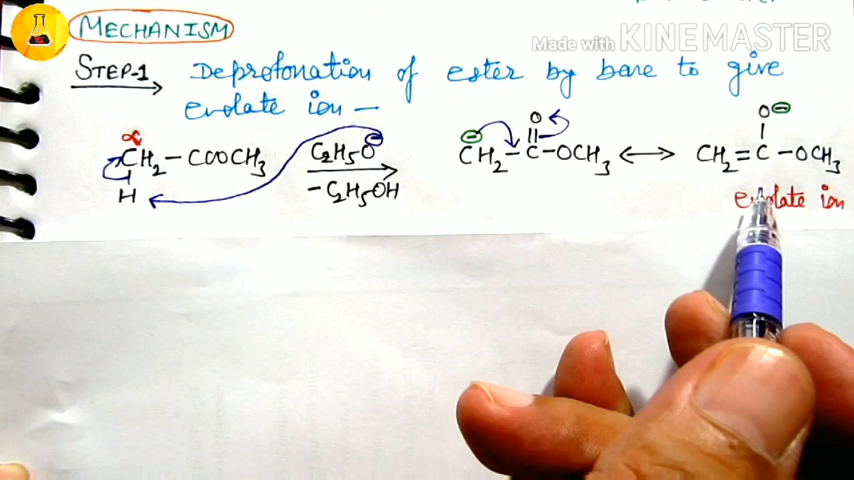 MECHANISM
Made with KINEMASTER
STEP-1 Deprotonation of ester by base to give
enolate ion —
α
CH₂ – COOCH₃
H
C₂H₅O⊖
– C₂H₅OH
⊖
O
CH₂ – C – OCH₃ ⟷
O⊖
CH₂ = C – OCH₃
enolate ion